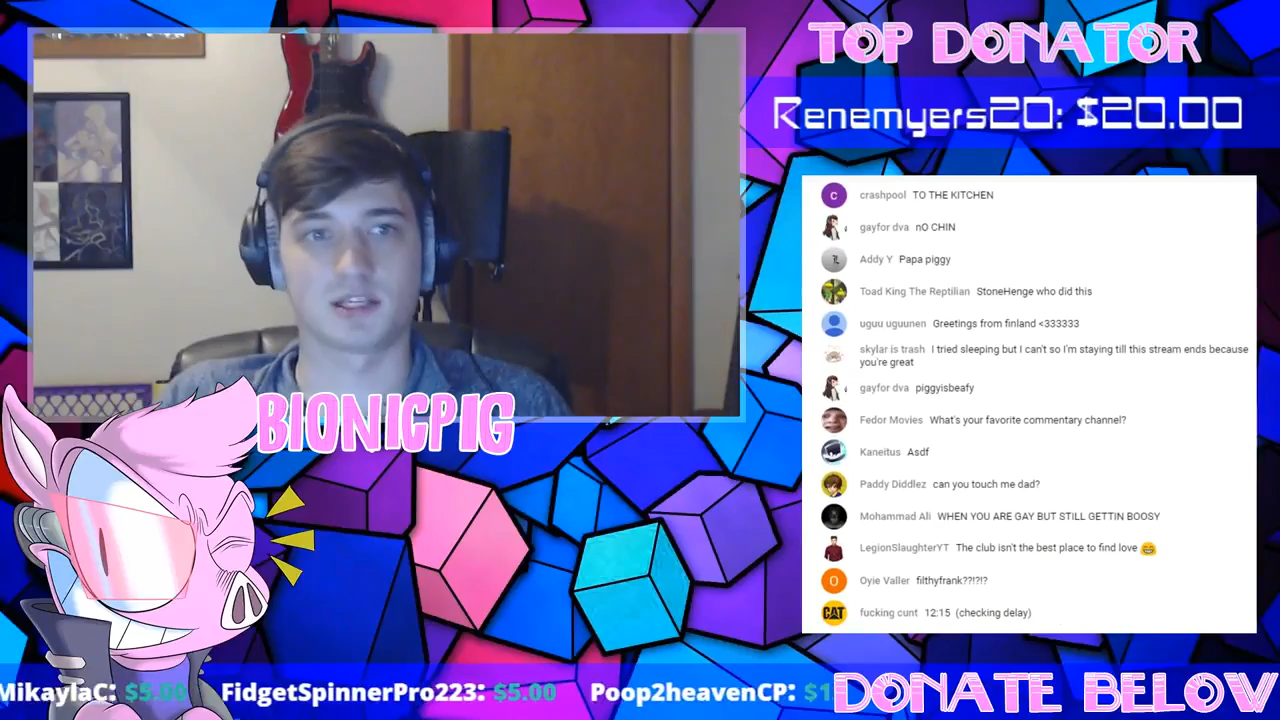 TOP DONATOR
Renemyers20: $20.00
crashpool TO THE KITCHEN
gayfor dva nO CHIN
Addy Y Papa piggy
Toad King The Reptilian StoneHenge who did this
uguu uguunen Greetings from finland <333333
skylar is trash I tried sleeping but I can't so I'm staying till this stream ends because
you're great
gayfor dva piggyisbeafy
Fedor Movies What's your favorite commentary channel?
Kaneitus Asdf
Paddy Diddlez can you touch me dad?
Mohammad Ali WHEN YOU ARE GAY BUT STILL GETTIN BOOSY
LegionSlaughterYT The club isn't the best place to find love 😁
O Oyie Valler filthyfrank??!?!?
CAT fucking cunt 12:15 (checking delay)
BIONICPIG
MikaylaC: $5.00 FidgetSpinnerPro223: $5.00 Poop2heavenCP: $1
DONATE BELOW